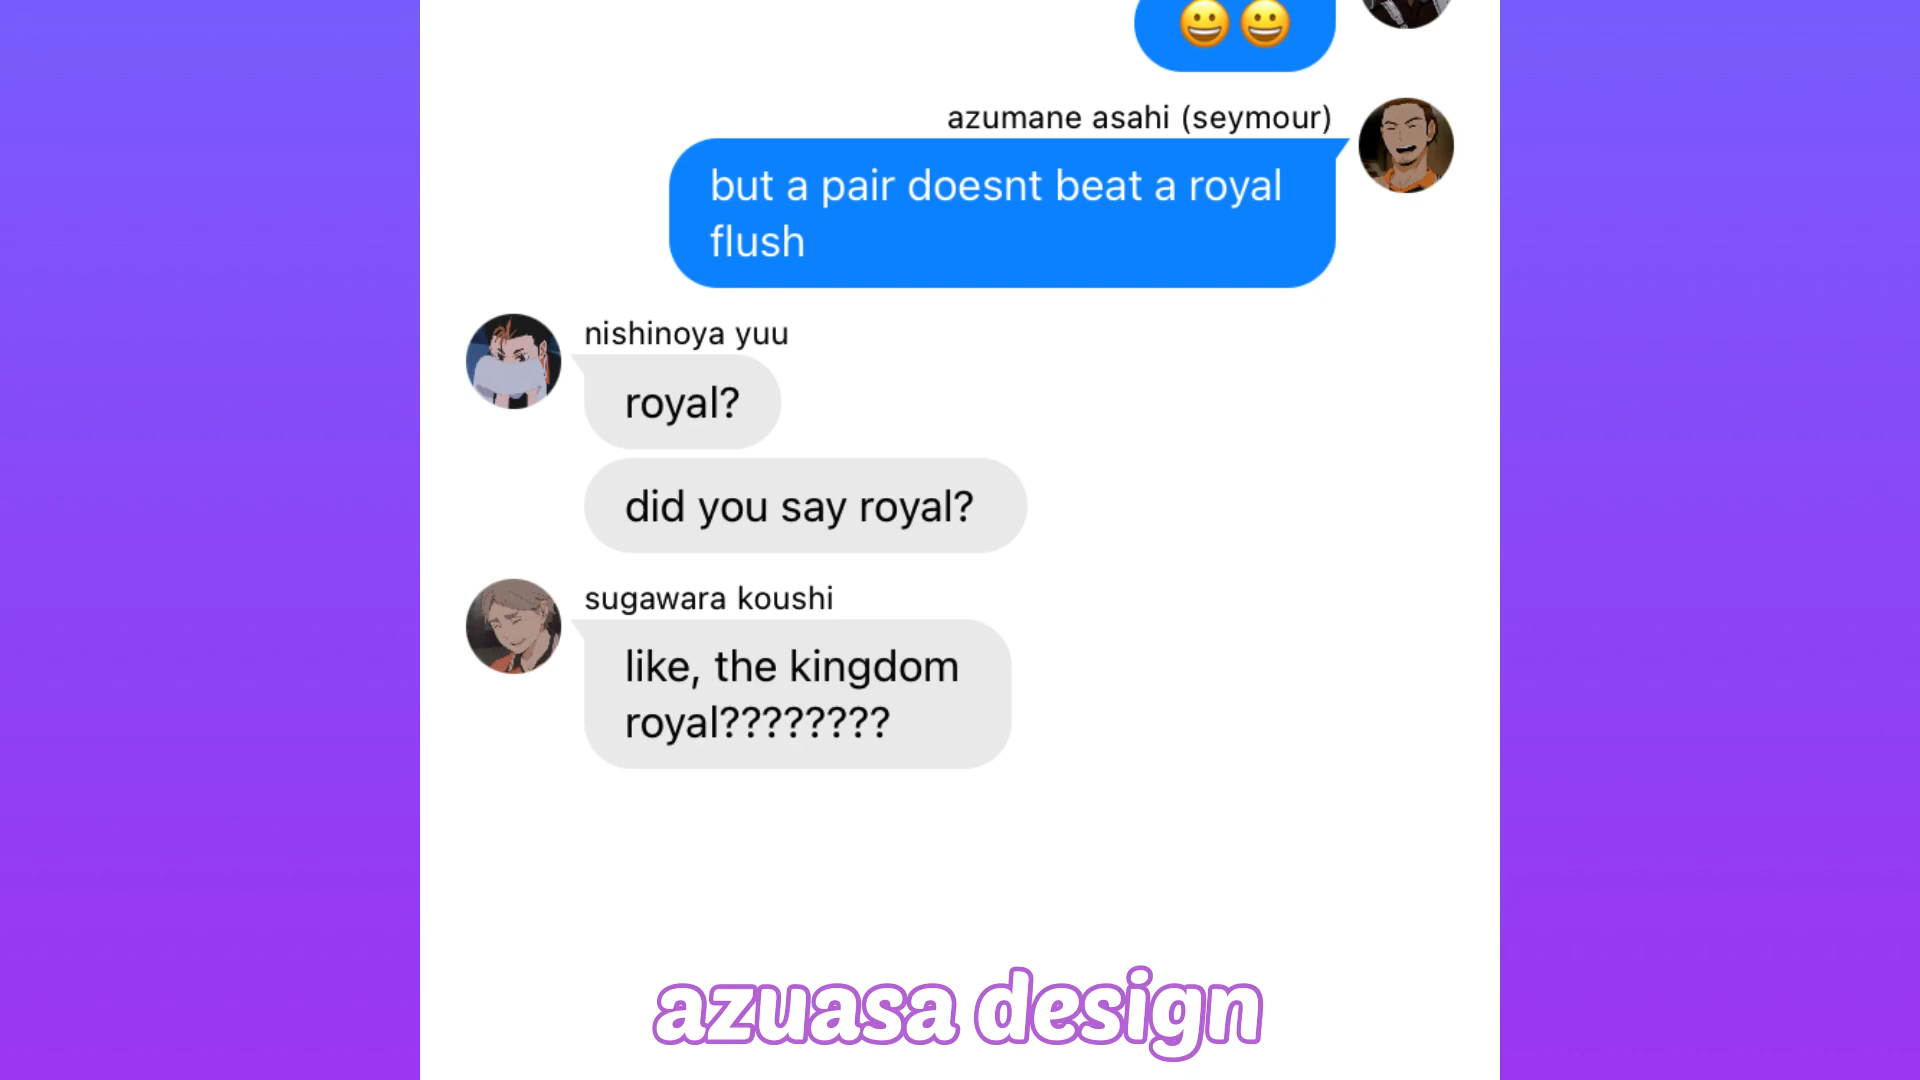 😀😀
azumane asahi (seymour)
but a pair doesnt beat a royal
flush
nishinoya yuu
royal?
did you say royal?
sugawara koushi
like, the kingdom
royal????????
azuasa design